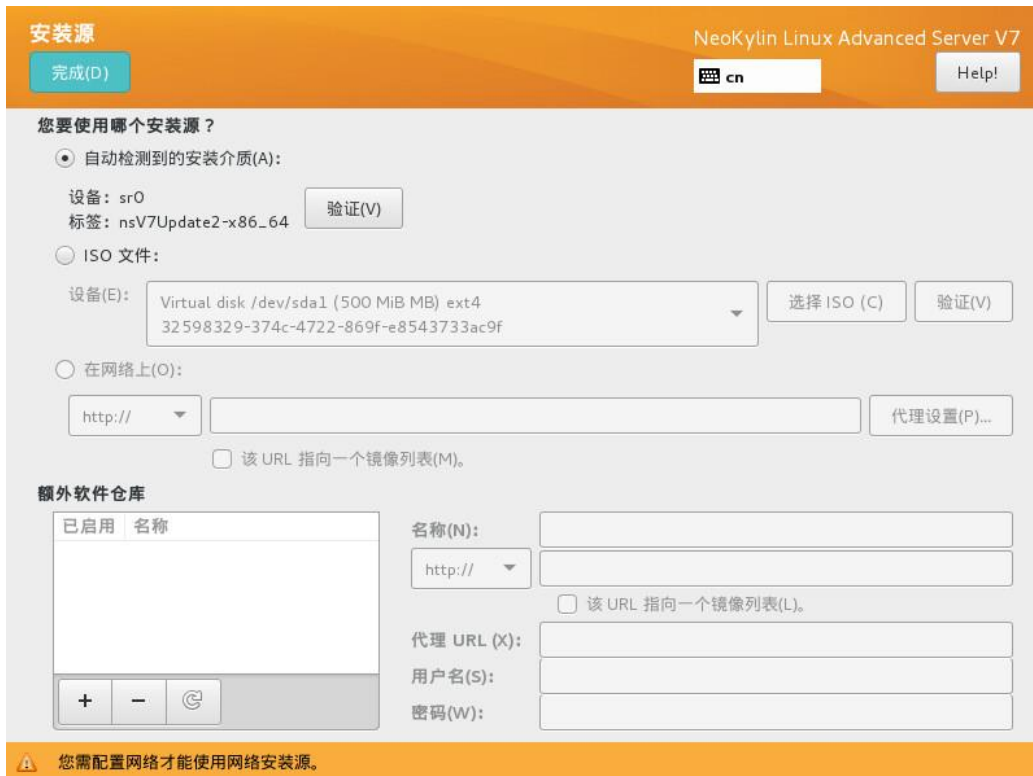 安装源
NeoKylin Linux Advanced Server V7
完成(D)
cn
Help!
您要使用哪个安装源？
自动检测到的安装介质(A):
设备: sr0
标签: nsV7Update2-x86_64
验证(V)
ISO 文件:
设备(E):
Virtual disk /dev/sda1 (500 MiB MB) ext4
32598329-374c-4722-869f-e8543733ac9f
选择 ISO (C)
验证(V)
在网络上(O):
http://
代理设置(P)...
该 URL 指向一个镜像列表(M)。
额外软件仓库
已启用 名称
名称(N):
http://
该 URL 指向一个镜像列表(L)。
代理 URL (X):
用户名(S):
密码(W):
您需配置网络才能使用网络安装源。